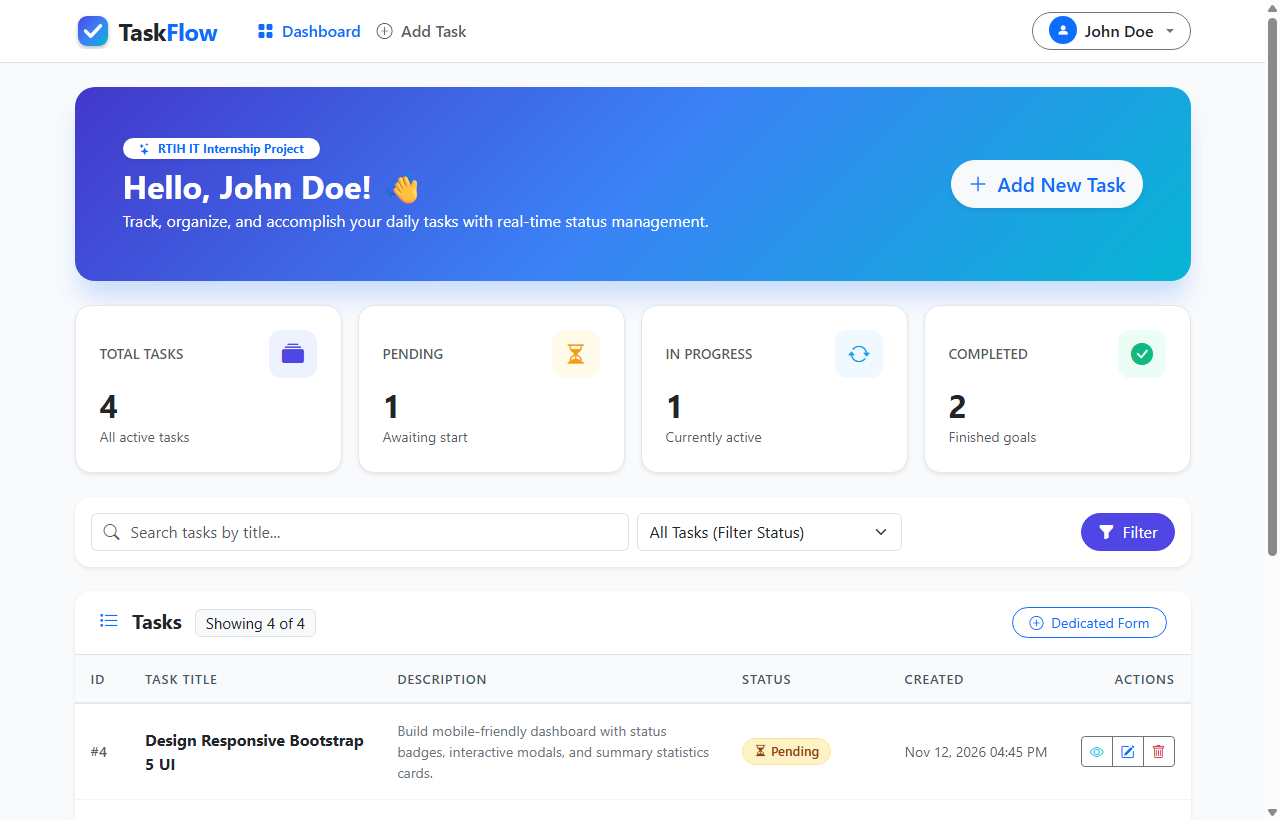 TaskFlow
Dashboard
Add Task
John Doe
RTIH IT Internship Project
Hello, John Doe! 👋
Track, organize, and accomplish your daily tasks with real-time status management.
Add New Task
TOTAL TASKS
4
All active tasks
PENDING
1
Awaiting start
IN PROGRESS
1
Currently active
COMPLETED
2
Finished goals
Search tasks by title...
All Tasks (Filter Status)
Filter
Tasks
Showing 4 of 4
Dedicated Form
ID TASK TITLE DESCRIPTION STATUS CREATED ACTIONS
#4
Design Responsive Bootstrap
5 UI
Build mobile-friendly dashboard with status
badges, interactive modals, and summary statistics
cards.
Pending
Nov 12, 2026 04:45 PM